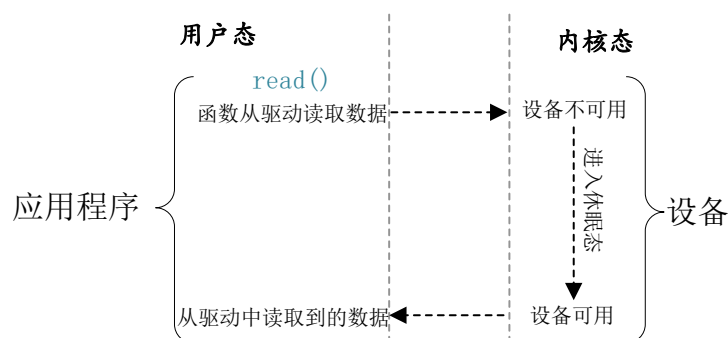 用户态
内核态
read()
函数从驱动读取数据
设备不可用
进入休眠态
应用程序
设备
从驱动中读取到的数据
设备可用